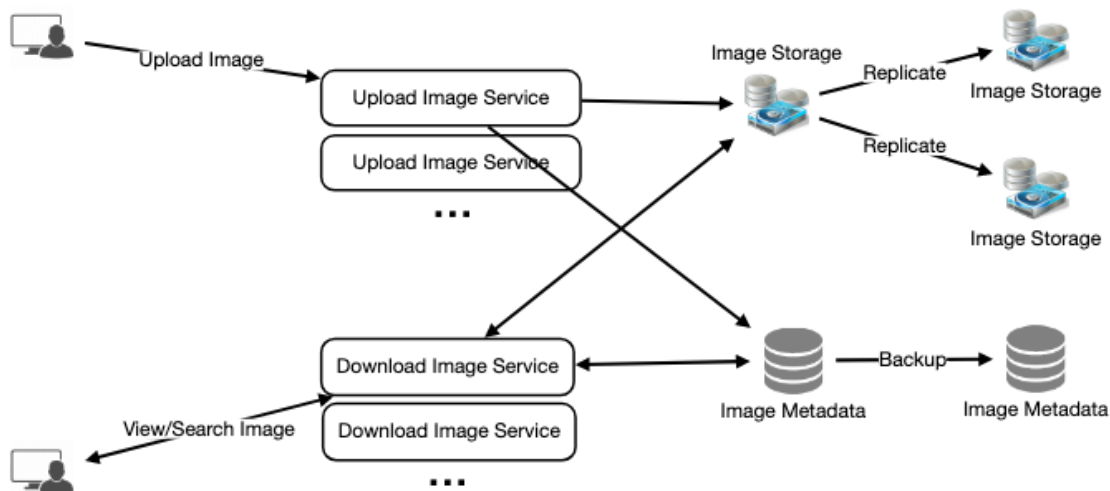 Upload Image
Upload Image Service
Upload Image Service
...
Image Storage
Replicate
Image Storage
Replicate
Image Storage
Download Image Service
Download Image Service
...
View/Search Image
Image Metadata
Backup
Image Metadata